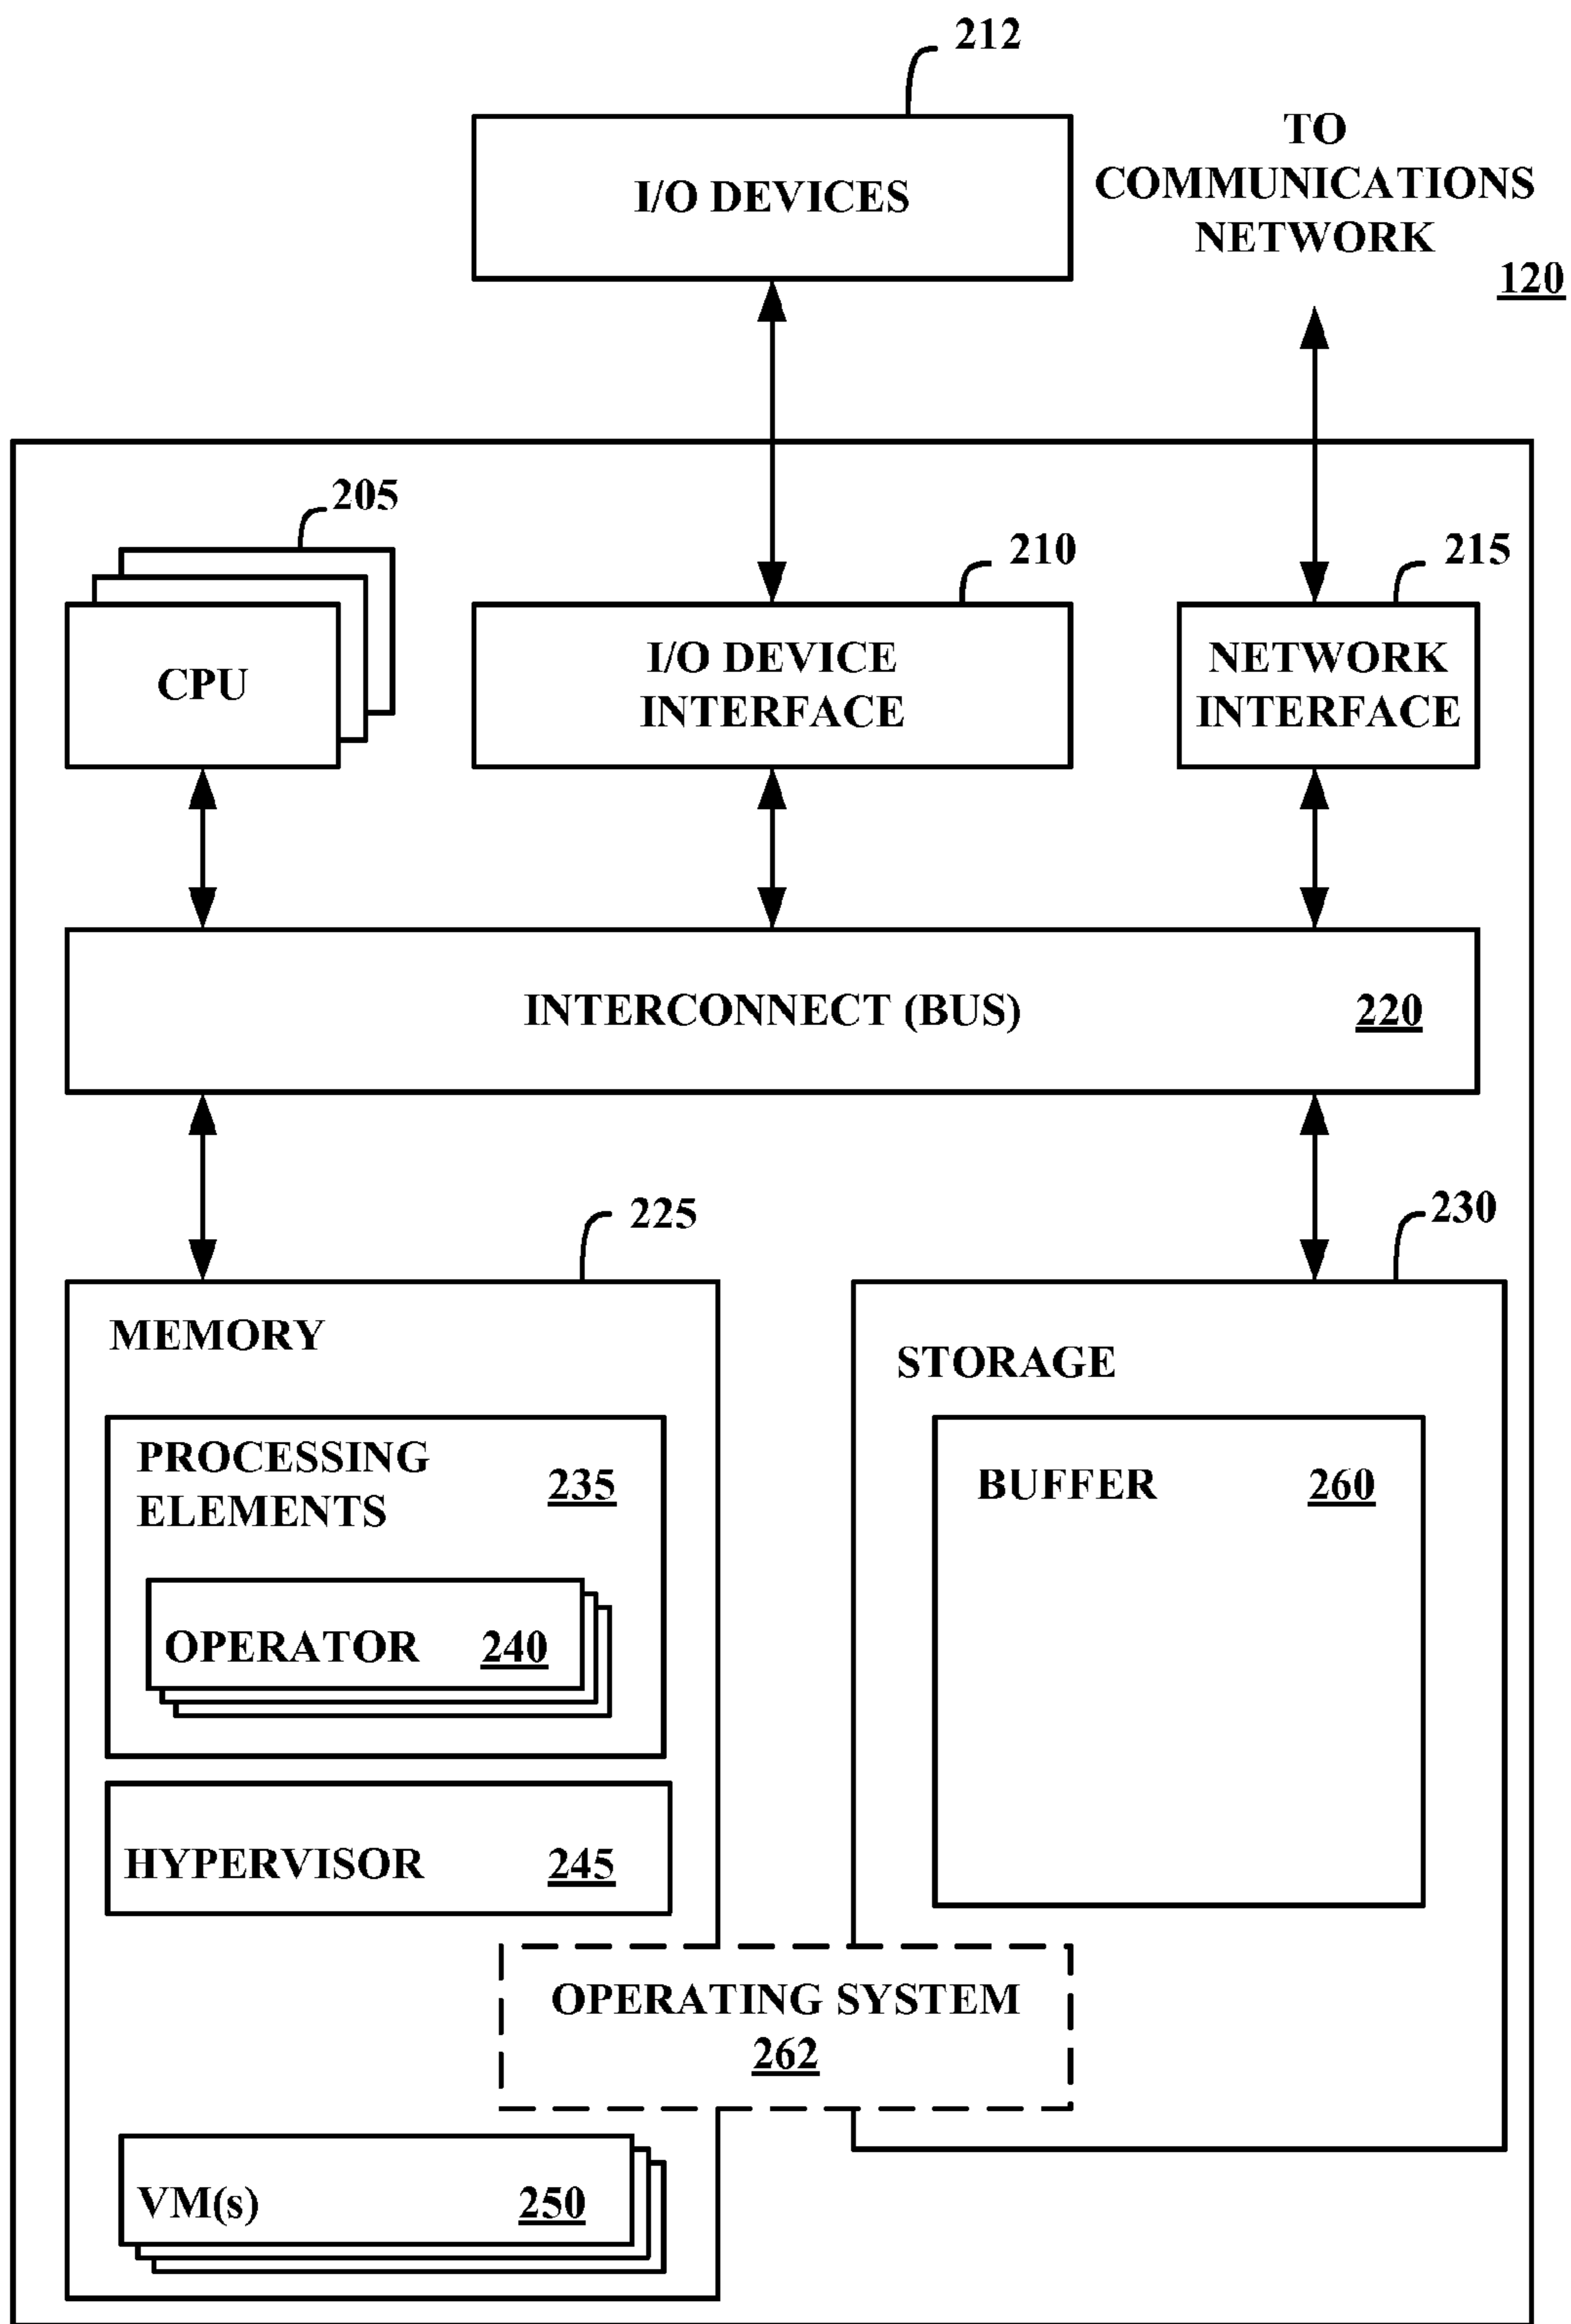 212
I/O DEVICES
TO
COMMUNICATIONS
NETWORK
120
205
210
215
CPU
I/O DEVICE
INTERFACE
NETWORK
INTERFACE
INTERCONNECT (BUS) 220
225
230
MEMORY
STORAGE
PROCESSING
ELEMENTS
235
OPERATOR 240
BUFFER 260
HYPERVISOR 245
OPERATING SYSTEM
262
VM(s) 250